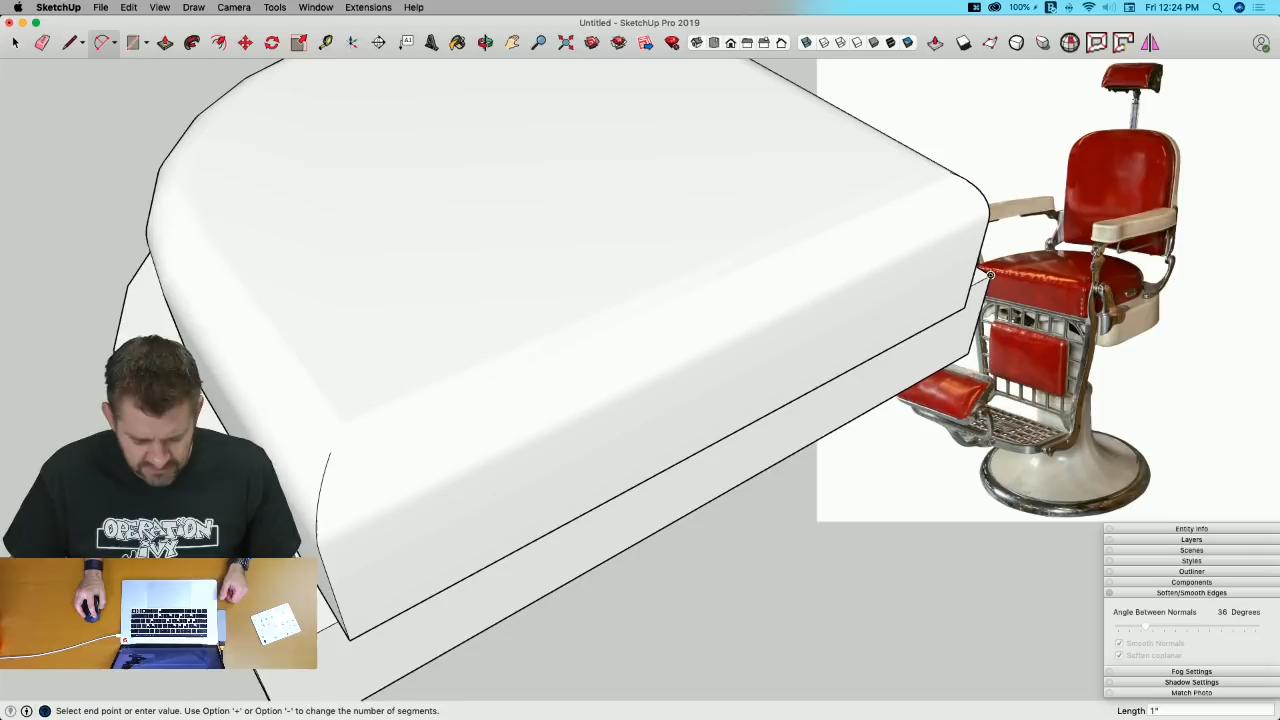 SketchUp File Edit View Draw Camera Tools Window Extensions Help
100% Fri 12:24 PM
Untitled - SketchUp Pro 2019
A1
OPERATION
IVY
Entity Info
Layers
Scenes
Styles
Outliner
Components
Soften/Smooth Edges
Angle Between Normals 36 Degrees
Smooth Normals
Soften coplanar
Fog Settings
Shadow Settings
Match Photo
Select end point or enter value. Use Option '+' or Option '-' to change the number of segments.
Length 1"